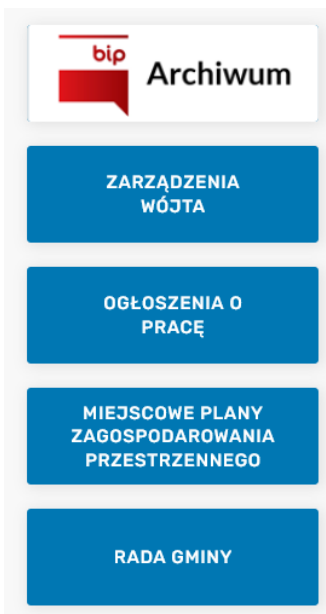 bip
Archiwum
ZARZĄDZENIA
WÓJTA
OGŁOSZENIA O
PRACĘ
MIEJSCOWE PLANY
ZAGOSPODAROWANIA
PRZESTRZENNEGO
RADA GMINY